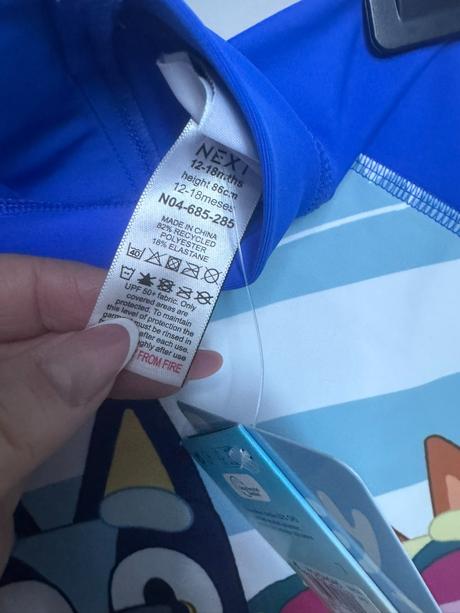 NEXT
12-18mths
height 86cm
12-18meses
N04-685-285
MADE IN CHINA
82% RECYCLED
POLYESTER
18% ELASTANE
40
UPF 50+ fabric. Only
covered areas are
protected. To maintain
this level of protection the
must be rinsed in
after each use.
after use
FROM FIRE